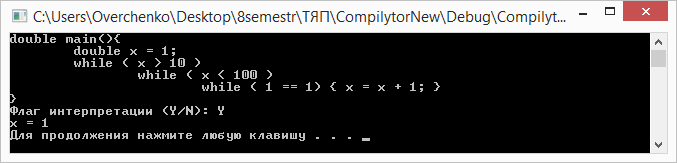 C:\Users\Overchenko\Desktop\8semestr\ТЯП\CompilytorNew\Debug\Compilyt...
double main(){
double x = 1;
while ( x > 10 )
while ( x < 100 )
while ( 1 == 1) { x = x + 1; }
}
Флаг интерпретации (Y/N): Y
x = 1
Для продолжения нажмите любую клавишу . . . _